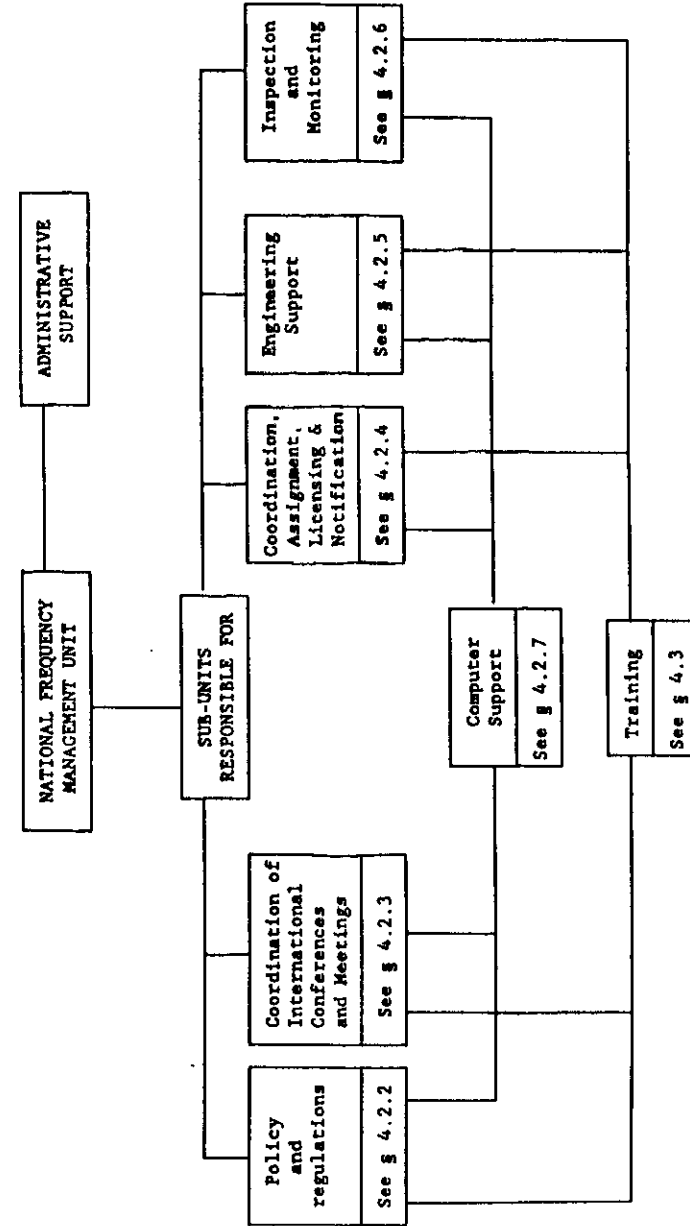 NATIONAL FREQUENCY
MANAGEMENT UNIT
ADMINISTRATIVE
SUPPORT
SUB-UNITS
RESPONSIBLE FOR
Policy
and
regulations
See § 4.2.2
Coordination of
International
Conferences
and Meetings
See § 4.2.3
Coordination,
Assignment,
Licensing &
Notification
See § 4.2.4
Engineering
Support
See § 4.2.5
Inspection
and
Monitoring
See § 4.2.6
Computer
Support
See § 4.2.7
Training
See § 4.3